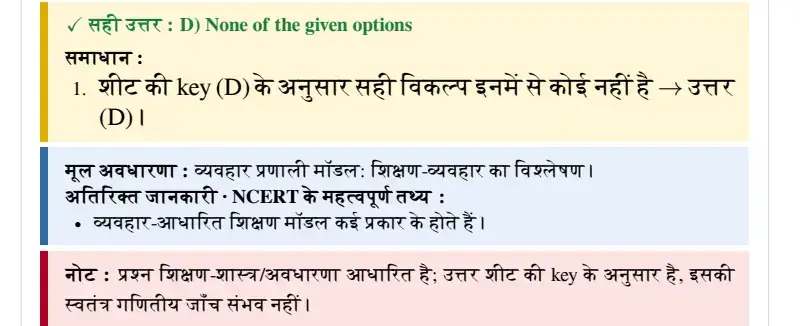 ✓ सही उत्तर : D) None of the given options
समाधान :
1. शीट की key (D) के अनुसार सही विकल्प इनमें से कोई नहीं है → उत्तर
(D)।
मूल अवधारणा : व्यवहार प्रणाली मॉडल: शिक्षण-व्यवहार का विश्लेषण।
अतिरिक्त जानकारी · NCERT के महत्वपूर्ण तथ्य :
• व्यवहार-आधारित शिक्षण मॉडल कई प्रकार के होते हैं।
नोट : प्रश्न शिक्षण-शास्त्र/अवधारणा आधारित है; उत्तर शीट की key के अनुसार है, इसकी
स्वतंत्र गणितीय जाँच संभव नहीं।